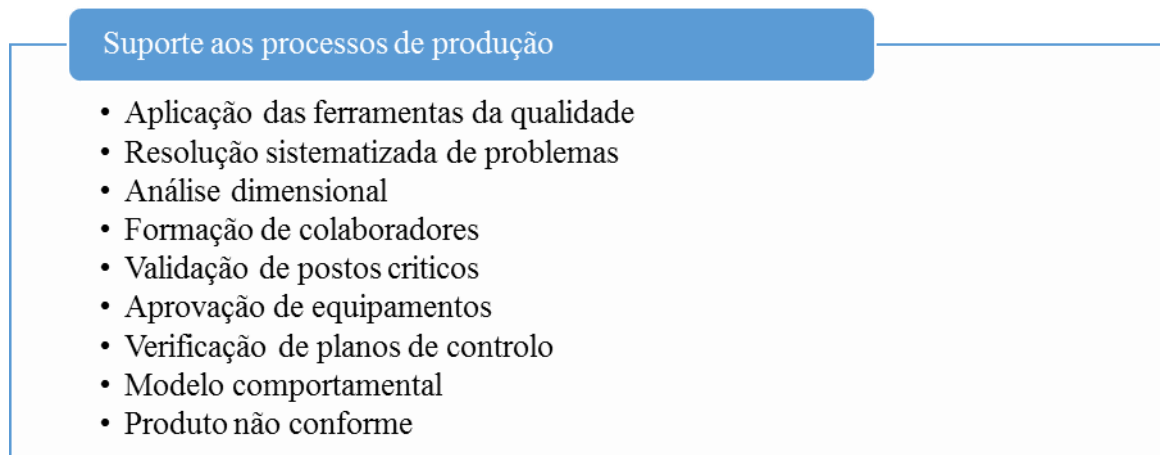 Suporte aos processos de produção
• Aplicação das ferramentas da qualidade
• Resolução sistematizada de problemas
• Análise dimensional
• Formação de colaboradores
• Validação de postos criticos
• Aprovação de equipamentos
• Verificação de planos de controlo
• Modelo comportamental
• Produto não conforme